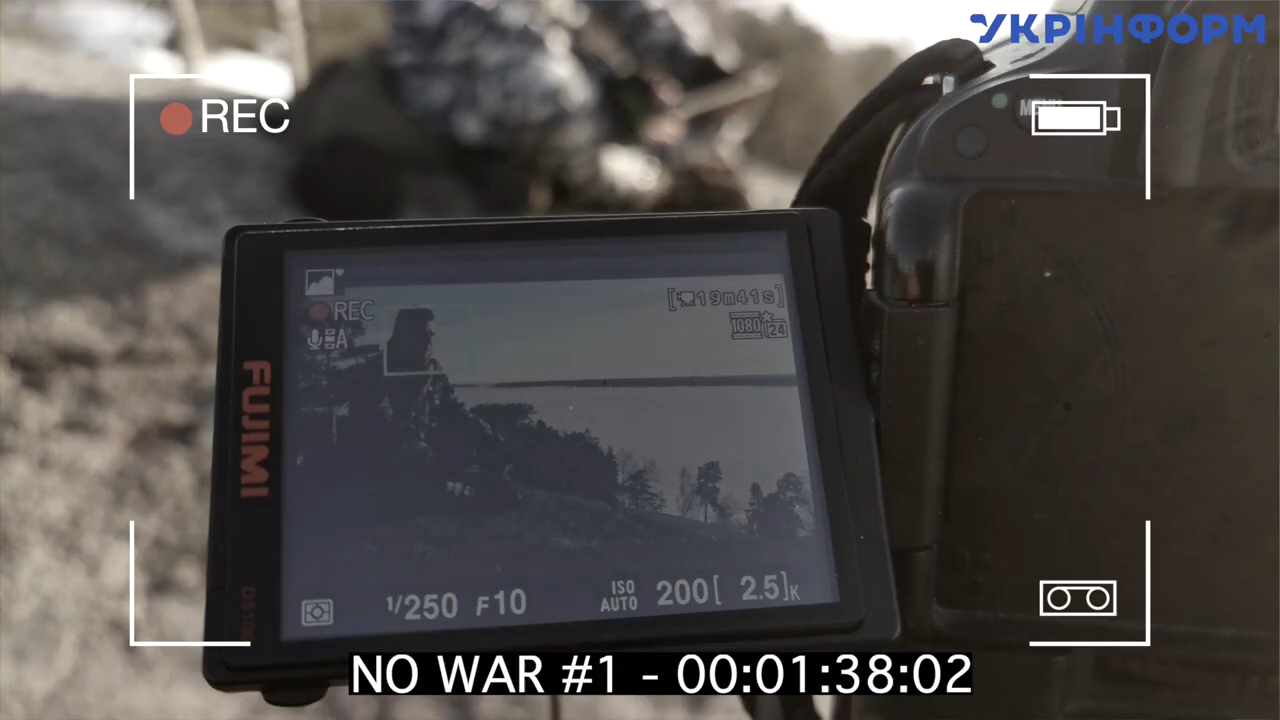 УКРІНФОРМ
REC
MENU
REC
[19m41s]
1080 24
A
FUJIMI
1/250 F10
ISO AUTO 200[ 2.5]K
NO WAR #1 - 00:01:38:02